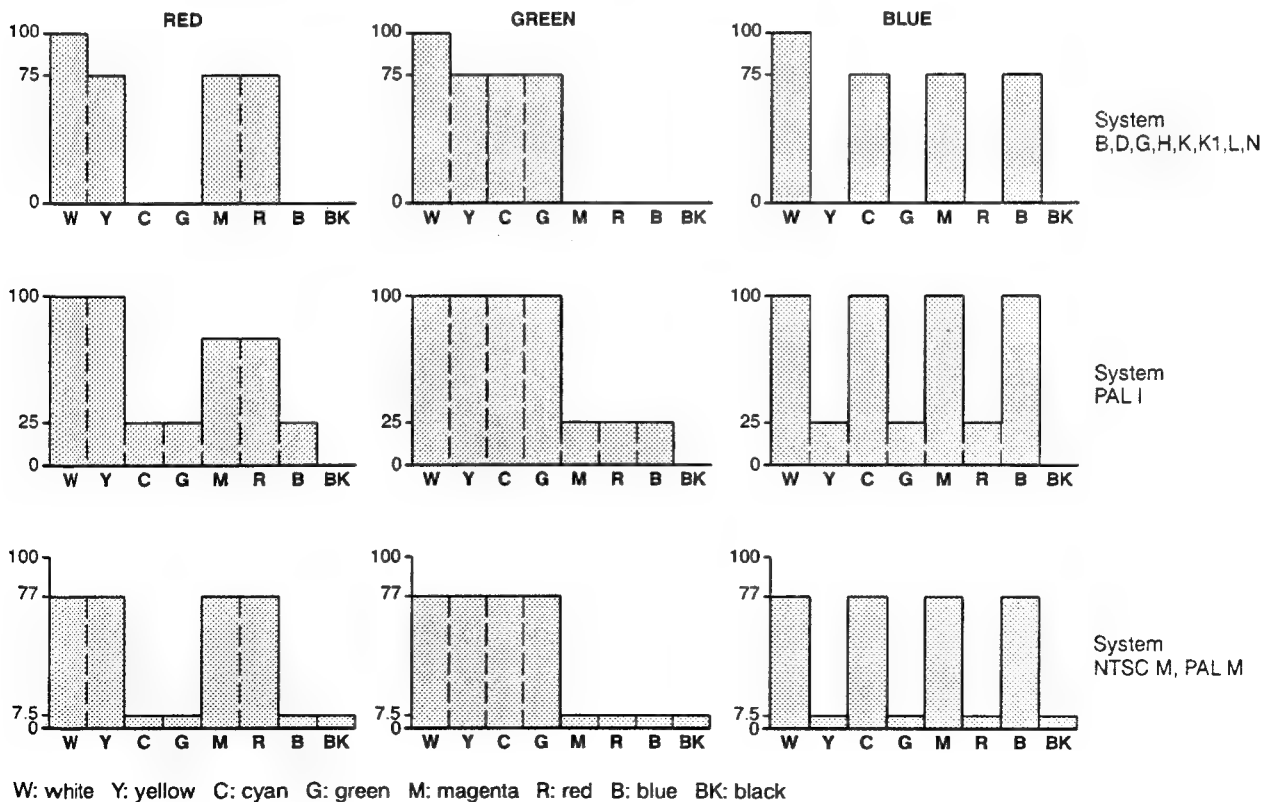 RED GREEN BLUE
100 100 100
75 75 75
System
B,D,G,H,K,K1,L,N
0 0 0
W Y C G M R B BK W Y C G M R B BK W Y C G M R B BK
100 100 100
System
PAL I
25 25 25
0 0 0
W Y C G M R B BK W Y C G M R B BK W Y C G M R B BK
100 100 100
77 77 77
System
NTSC M, PAL M
7.5 7.5 7.5
0 0 0
W Y C G M R B BK W Y C G M R B BK W Y C G M R B BK
W: white Y: yellow C: cyan G: green M: magenta R: red B: blue BK: black